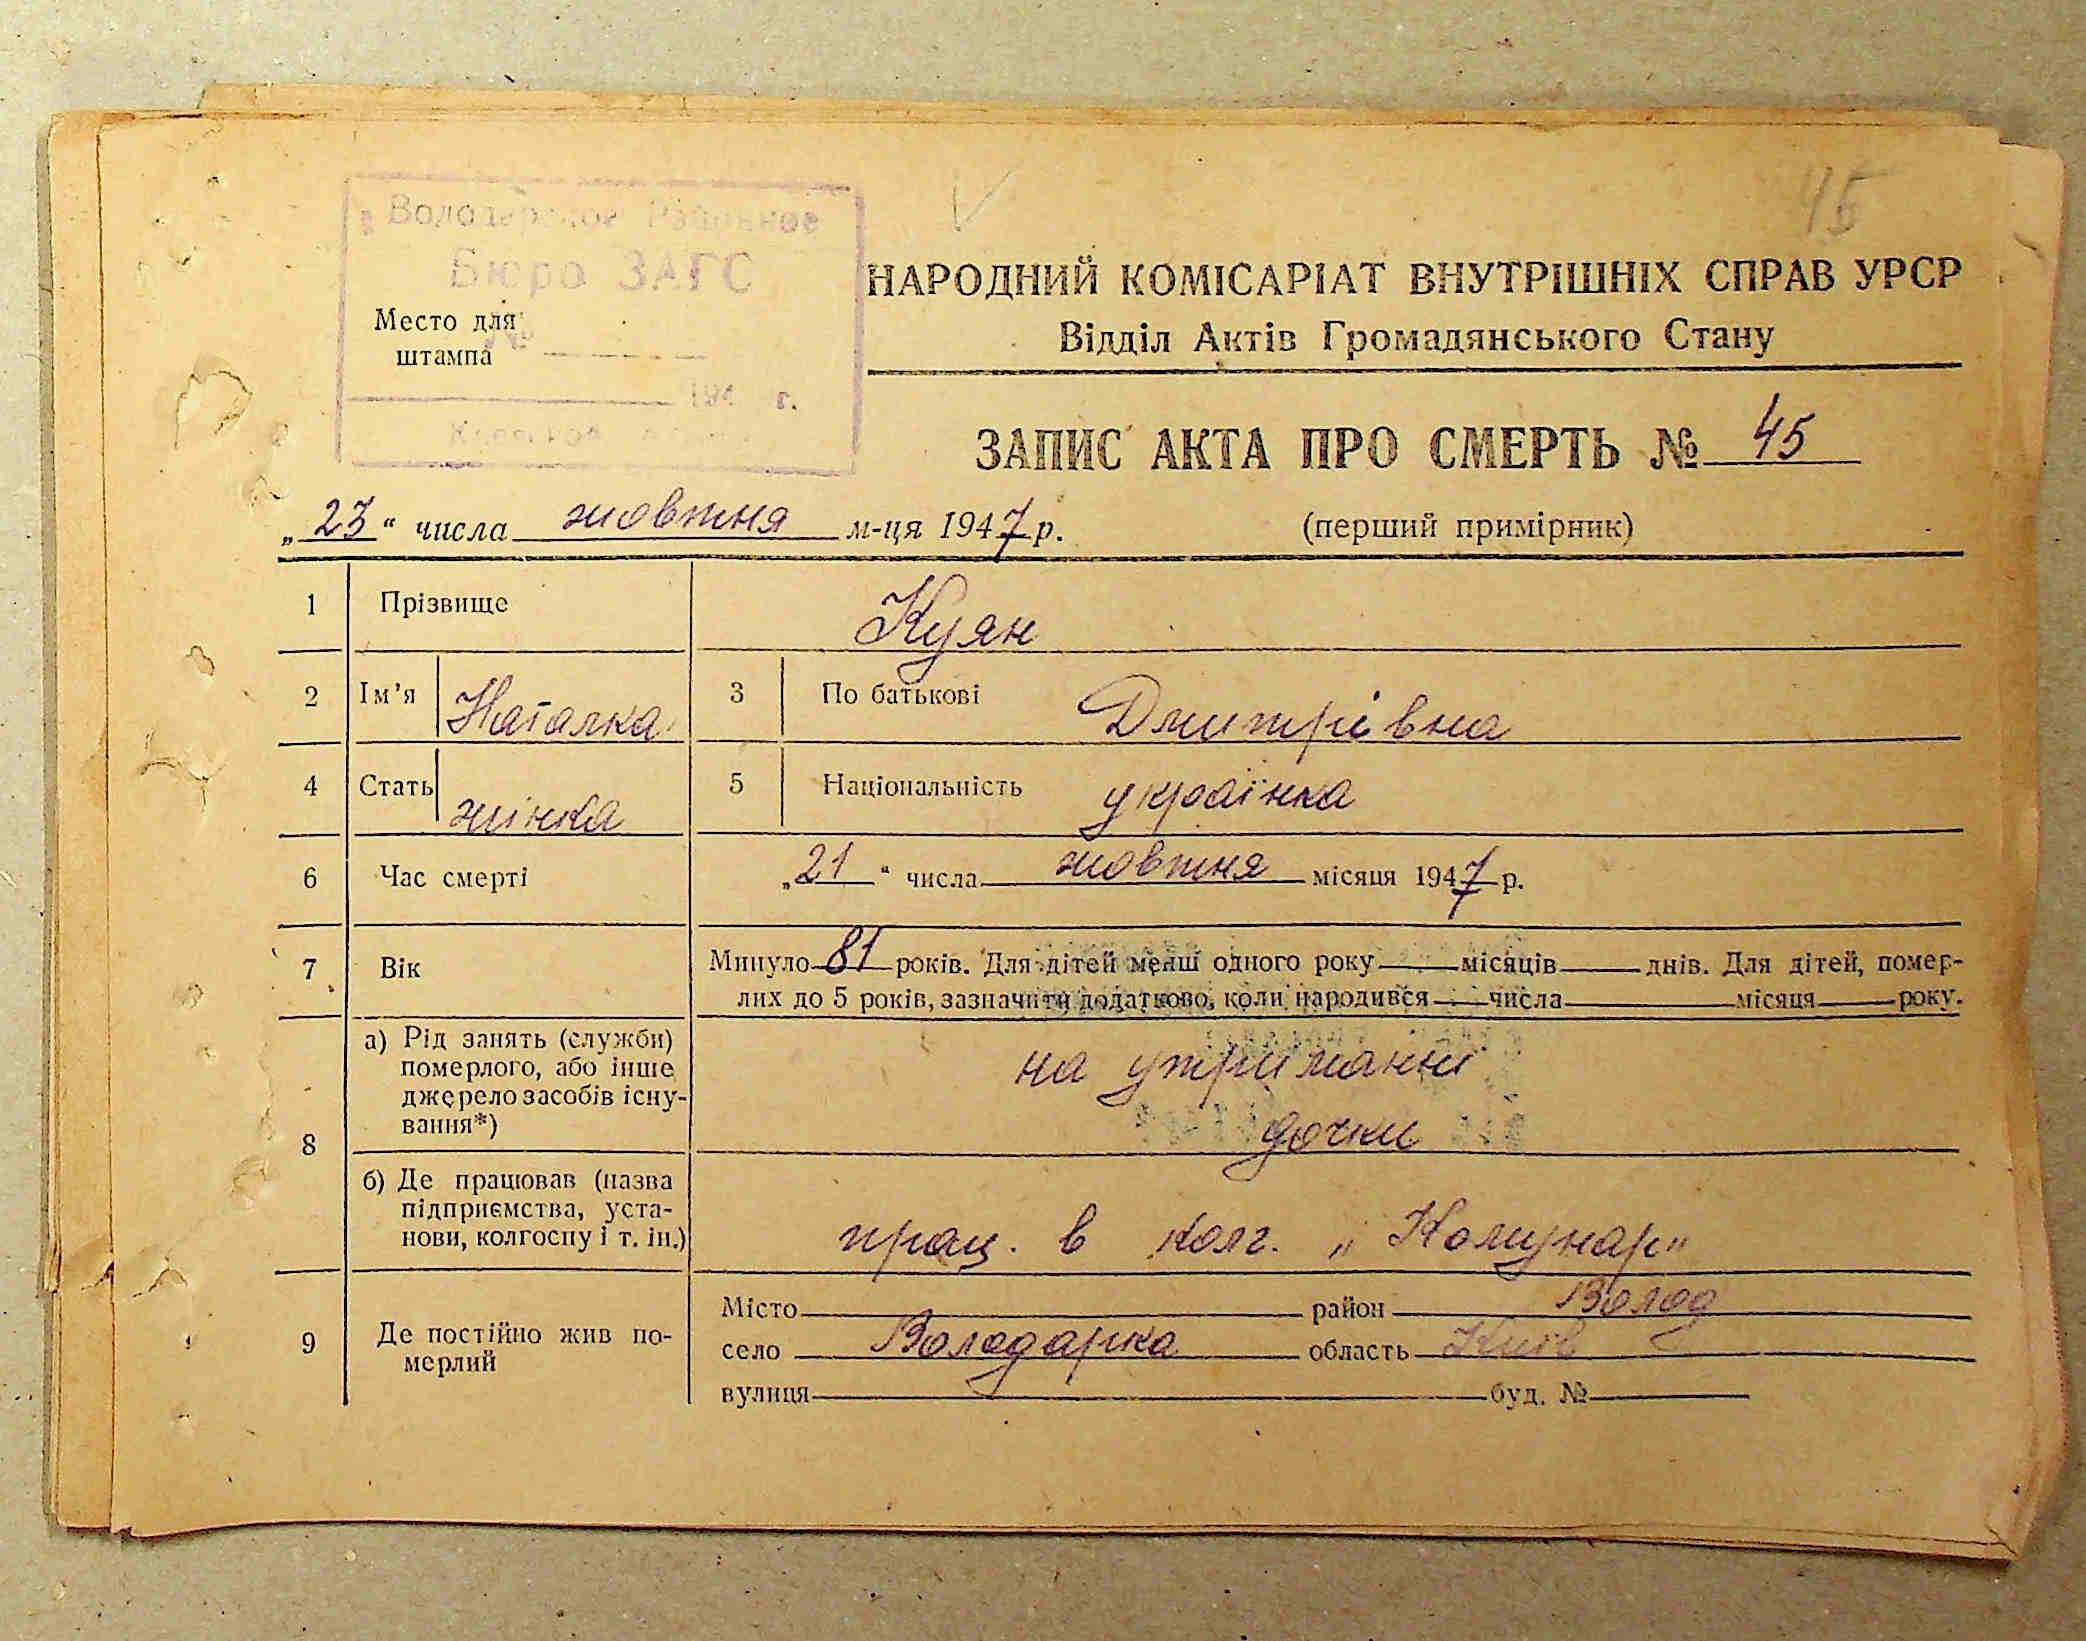 45
Володарское Районное
Бюро ЗАГС
Место для
штампа
№
194 г.
НАРОДНИЙ КОМІСАРІАТ ВНУТРІШНІХ СПРАВ УРСР
Відділ Актів Громадянського Стану
ЗАПИС АКТА ПРО СМЕРТЬ № 45
„23“ числа жовтня м-ця 1947 р. (перший примірник)
1 Прізвище Куян
2 Ім’я Наталка 3 По батькові Дмитрівна
4 Стать жінка 5 Національність українка
6 Час смерті „21“ числа жовтня місяця 1947 р.
7 Вік Минуло 81 років. Для дітей менш одного року місяців днів. Для дітей, помер-
лих до 5 років, зазначити додатково, коли народився числа місяця року.
8
а) Рід занять (служби)
померлого, або інше
джерело засобів існу-
вання*)
на утриманні
дочки
б) Де працював (назва
підприємства, уста-
нови, колгоспу і т. ін.)
прац. в колг. „Комунар"
9 Де постійно жив по-
мерлий
Місто район Волод
село Володарка область Київ
вулиця буд. №